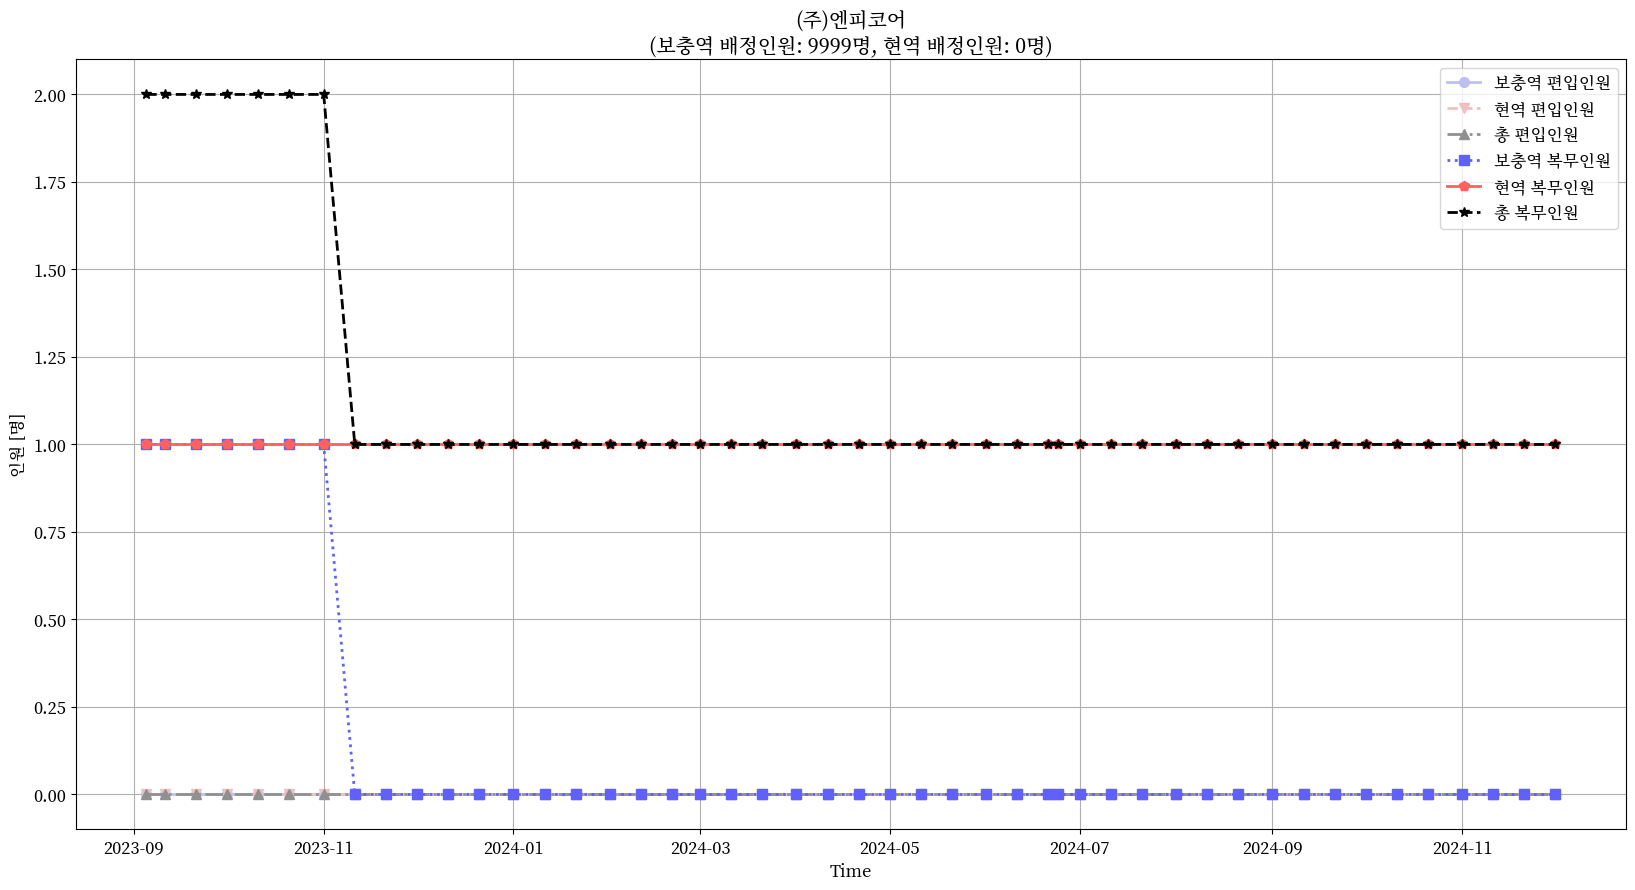 (주)엔피코어
(보충역 배정인원: 9999명, 현역 배정인원: 0명)
보충역 편입인원
현역 편입인원
총 편입인원
보충역 복무인원
현역 복무인원
총 복무인원
인원 [명]
2.00
1.75
1.50
1.25
1.00
0.75
0.50
0.25
0.00
2023-09
2023-11
2024-01
2024-03
2024-05
2024-07
2024-09
2024-11
Time